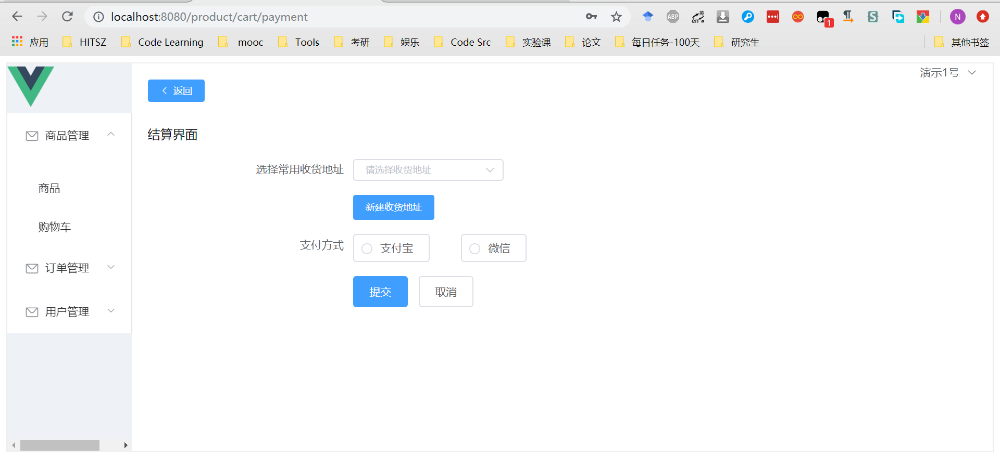 localhost:8080/product/cart/payment
ABP
英
en
1
N
应用 HITSZ Code Learning mooc Tools 考研 娱乐 Code Src 实验课 论文 每日任务-100天 研究生 其他书签
演示1号
返回
结算界面
商品管理
商品
购物车
订单管理
用户管理
选择常用收货地址 请选择收货地址
新建收货地址
支付方式 支付宝 微信
提交 取消